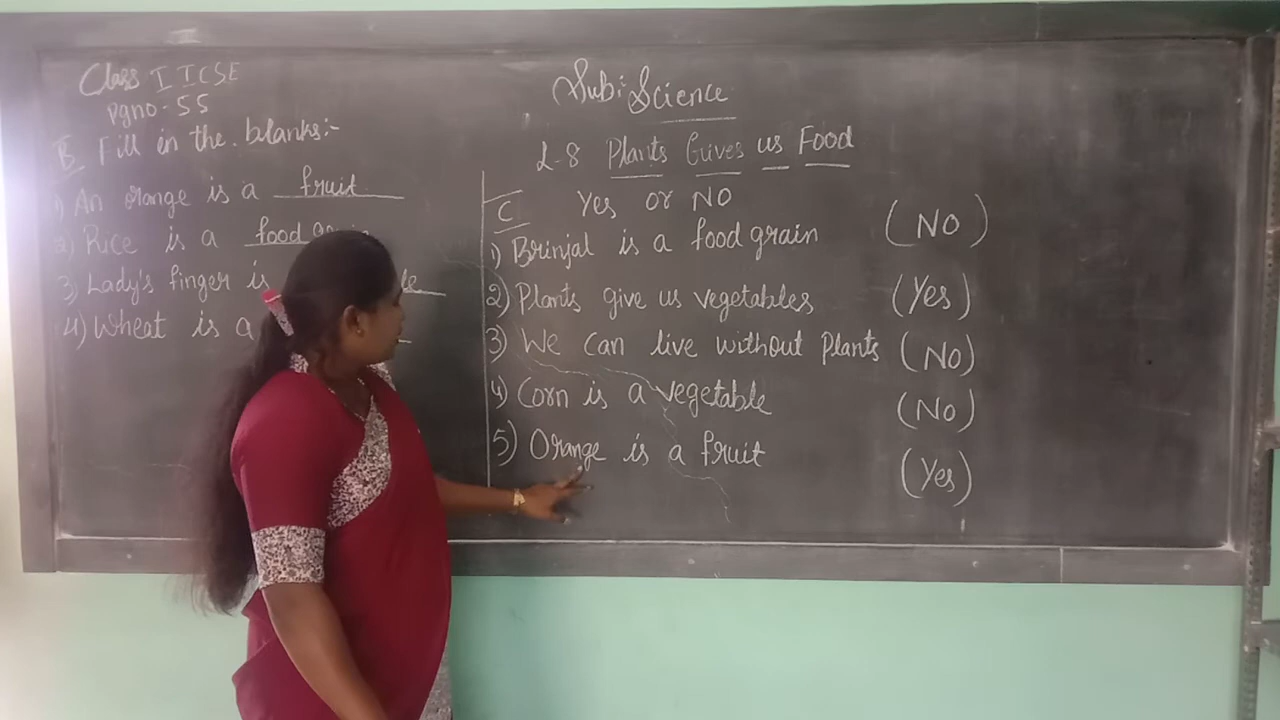 Class I ICSE
Pg no - 55
B. Fill in the blanks:-
1) An orange is a fruit
2) Rice is a food
3) Lady's finger is
4) Wheat is a
Sub: Science
L-8 Plants Gives us Food
C Yes or NO
1) Brinjal is a food grain (No)
2) Plants give us vegetables (Yes)
3) We can live without plants (No)
4) Corn is a vegetable (No)
5) Orange is a fruit (Yes)